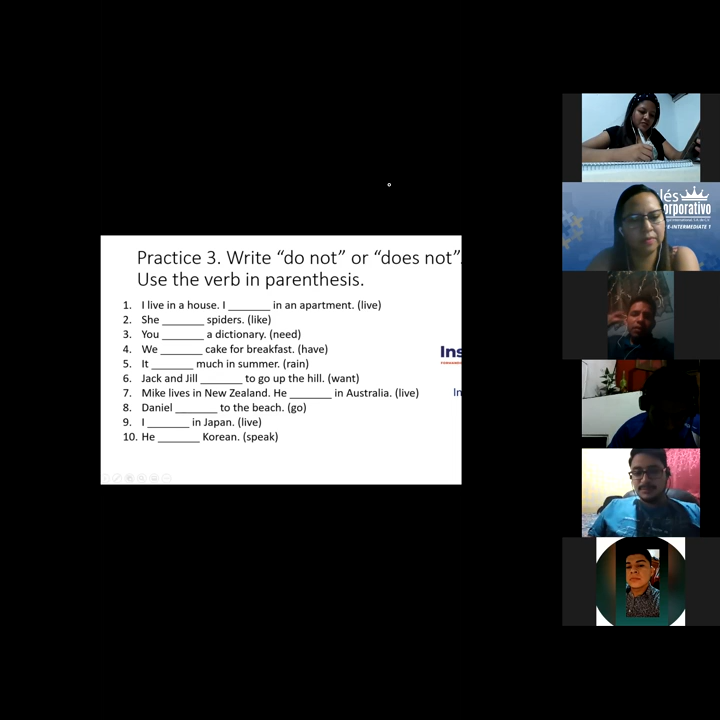 Practice 3. Write “do not” or “does not”.
Use the verb in parenthesis.
1. I live in a house. I _______ in an apartment. (live)
2. She _______ spiders. (like)
3. You _______ a dictionary. (need)
4. We _______ cake for breakfast. (have)
5. It _______ much in summer. (rain)
6. Jack and Jill _______ to go up the hill. (want)
7. Mike lives in New Zealand. He _______ in Australia. (live)
8. Daniel _______ to the beach. (go)
9. I _______ in Japan. (live)
10. He _______ Korean. (speak)
Ins
In
lés
orporativo
E-INTERMEDIATE 1